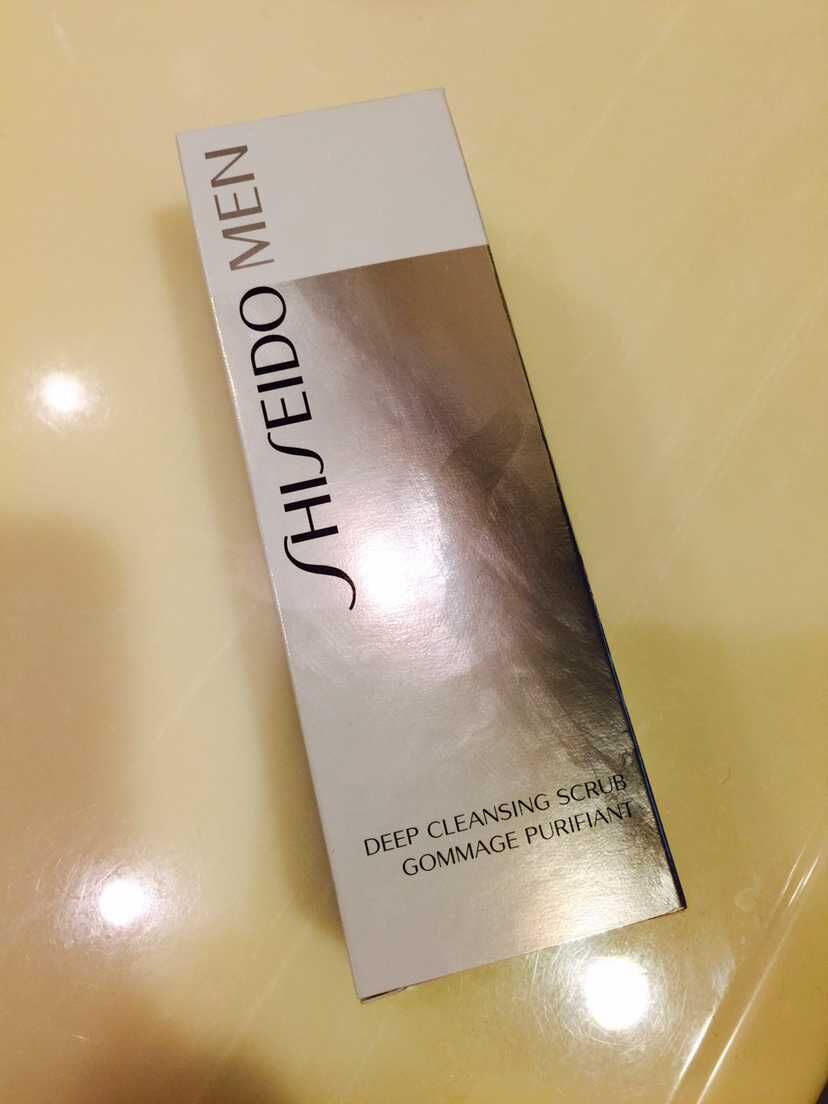 SHISEIDO MEN
DEEP CLEANSING SCRUB
GOMMAGE PURIFIANT